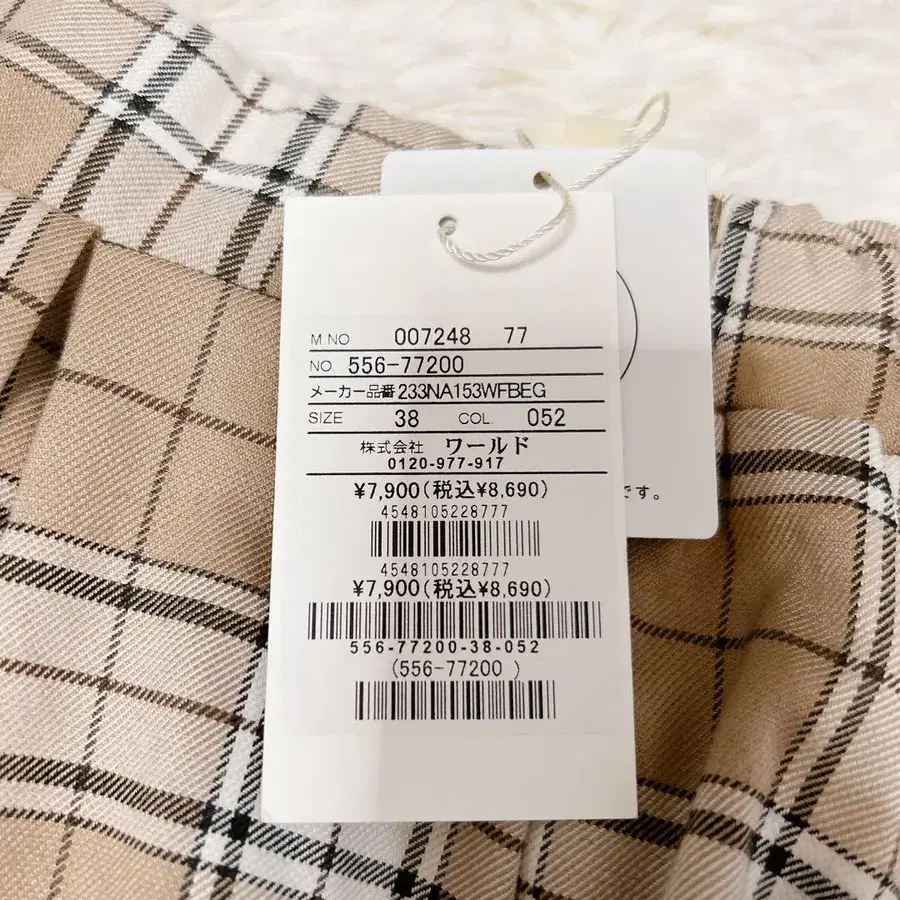 M.NO 007248 77
NO. 556-77200
メーカー品番 233NA153WFBEG
SIZE 38 COL. 052
株式会社 ワールド
0120-977-917
¥7,900(税込¥8,690)
4548105228777
4548105228777
¥7,900(税込¥8,690)
556-77200-38-052
(556-77200 )
です。